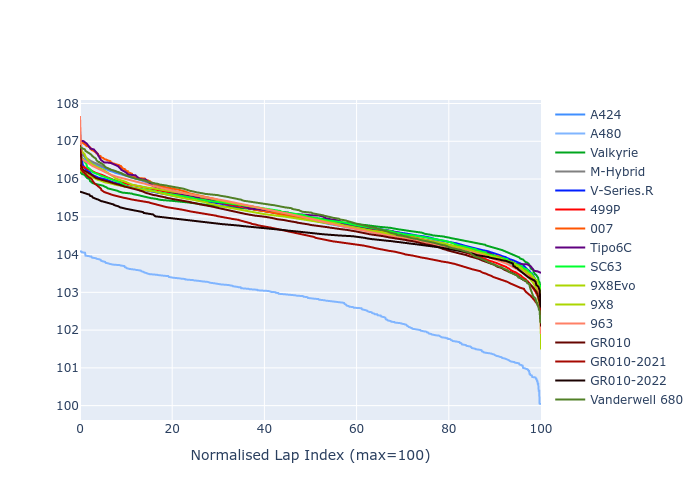 108
107
106
105
104
103
102
101
100
0
20
40
60
80
100
Normalised Lap Index (max=100)
A424
A480
Valkyrie
M-Hybrid
V-Series.R
499P
007
Tipo6C
SC63
9X8Evo
9X8
963
GR010
GR010-2021
GR010-2022
Vanderwell 680